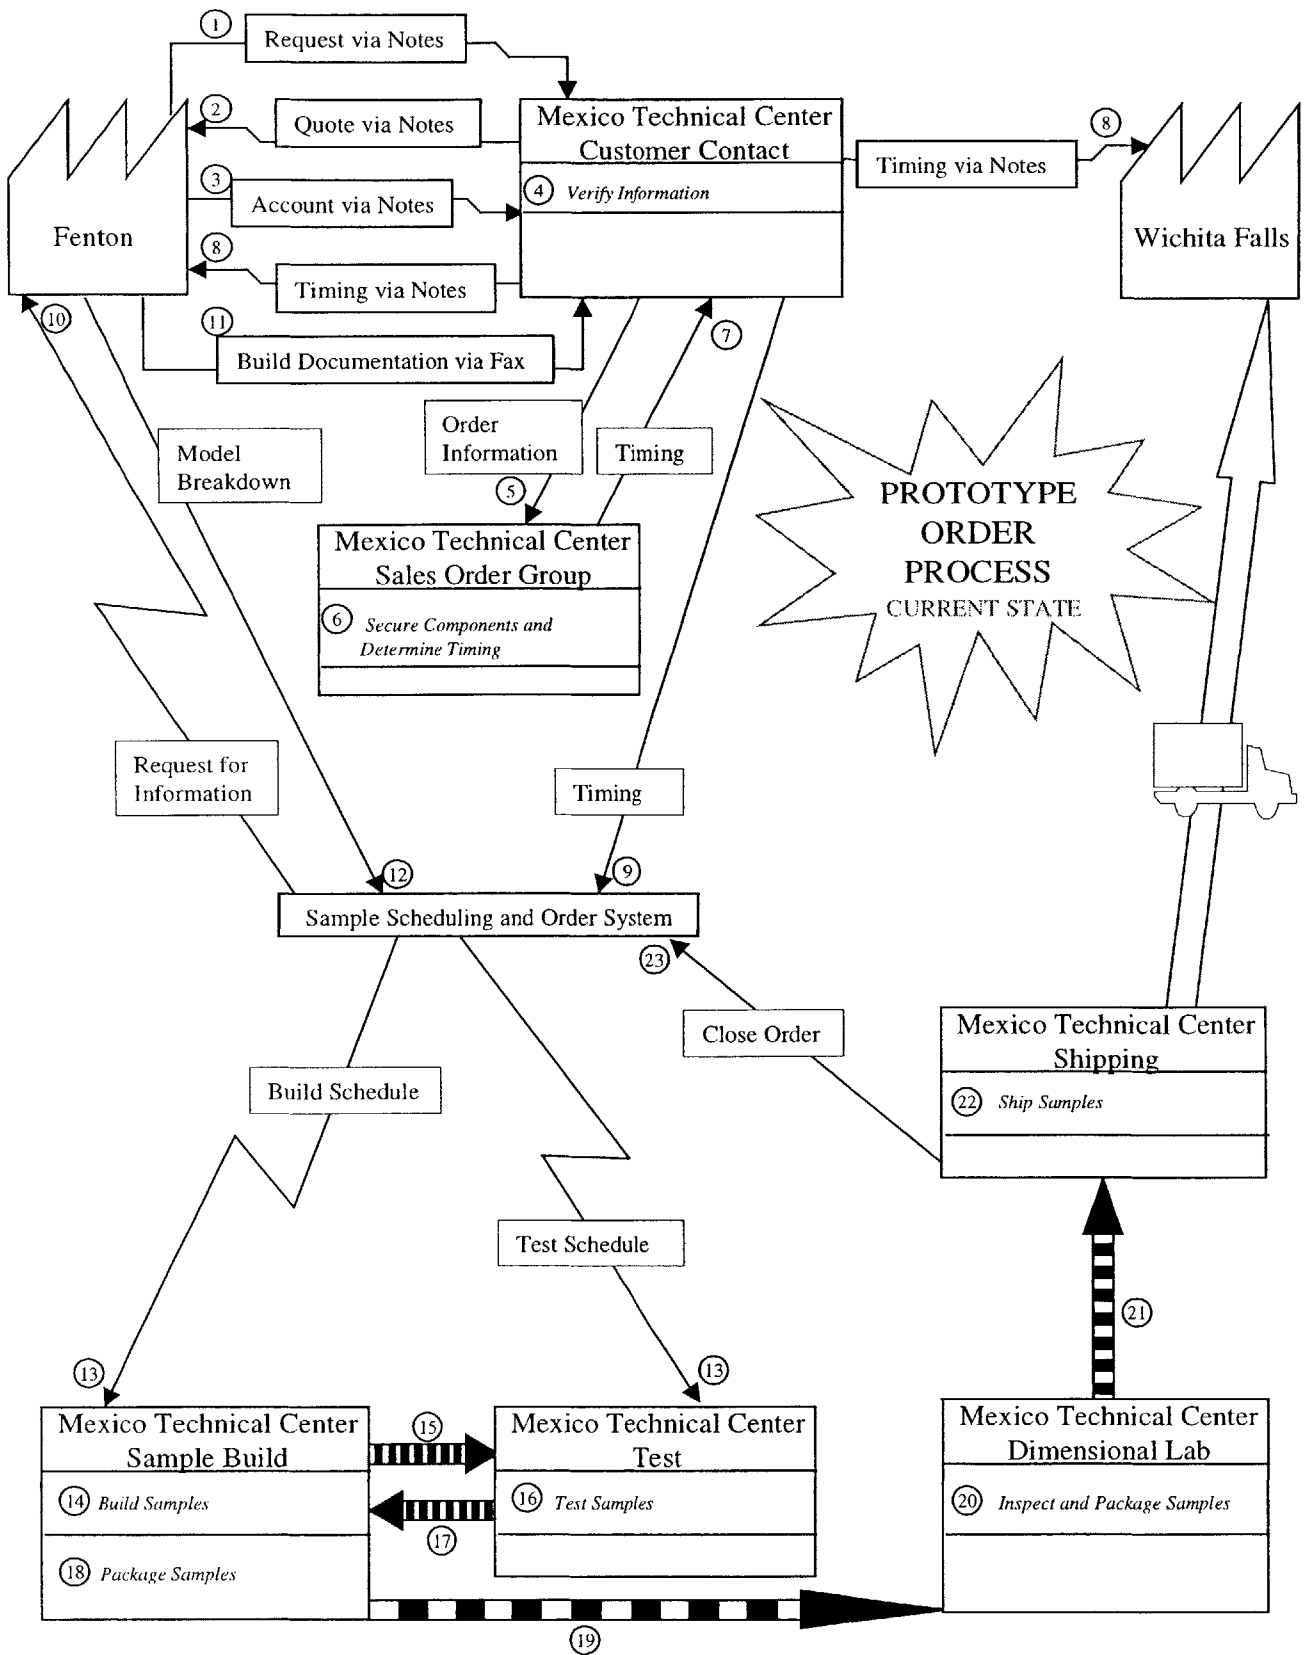 1
Request via Notes
2
Quote via Notes
Mexico Technical Center
Customer Contact
8
Timing via Notes
3
Account via Notes
4 Verify Information
Fenton
Wichita Falls
8
Timing via Notes
10
11
Build Documentation via Fax
7
Model
Breakdown
Order
Information
Timing
5
PROTOTYPE
ORDER
PROCESS
CURRENT STATE
Mexico Technical Center
Sales Order Group
6 Secure Components and
Determine Timing
Request for
Information
Timing
12
9
Sample Scheduling and Order System
23
Close Order
Mexico Technical Center
Shipping
22 Ship Samples
Build Schedule
Test Schedule
21
13
13
Mexico Technical Center
Sample Build
15
Mexico Technical Center
Test
Mexico Technical Center
Dimensional Lab
14 Build Samples
16 Test Samples
20 Inspect and Package Samples
17
18 Package Samples
19